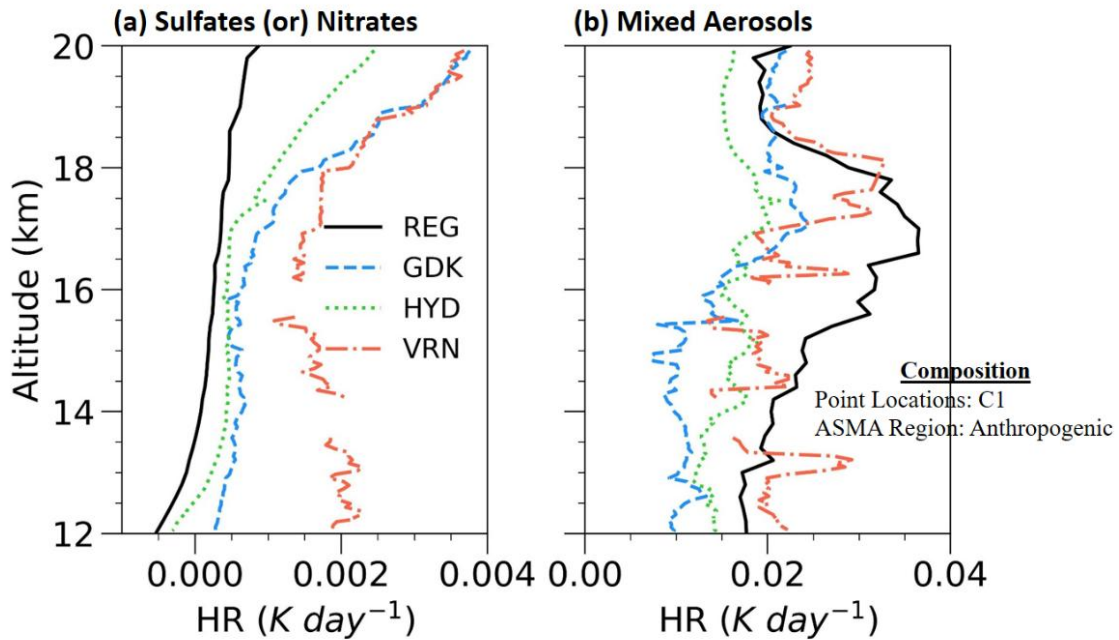 (a) Sulfates (or) Nitrates
(b) Mixed Aerosols
Altitude (km)
20
18
16
14
12
REG
GDK
HYD
VRN
0.000
0.002
0.004
HR (K day⁻¹)
0.00
0.02
0.04
HR (K day⁻¹)
Composition
Point Locations: C1
ASMA Region: Anthropogenic